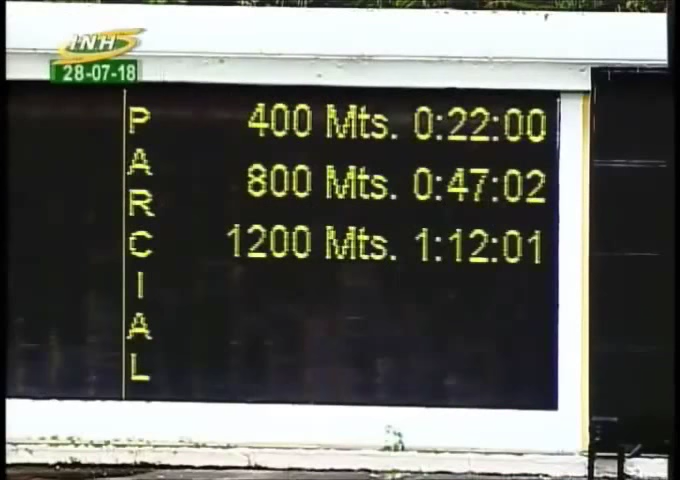 INH
28-07-18
PARCIAL
400 Mts. 0:22:00
800 Mts. 0:47:02
1200 Mts. 1:12:01